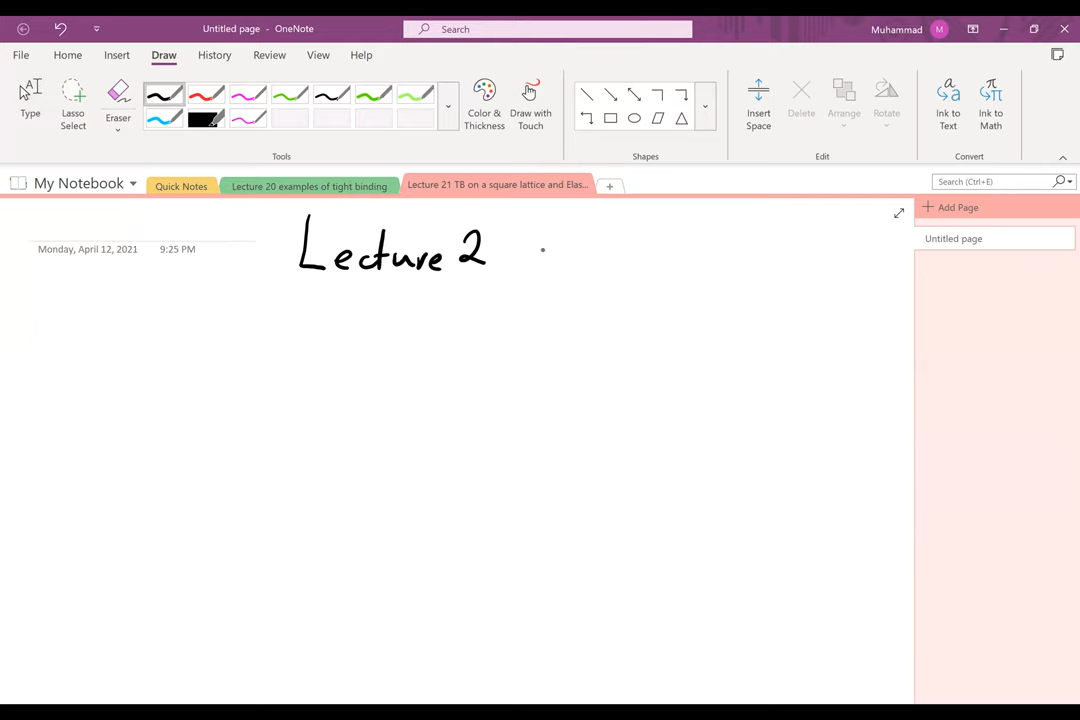 Untitled page - OneNote
Search
Muhammad
M
File Home Insert Draw History Review View Help
Type
Lasso Select
Eraser
Color & Thickness
Draw with Touch
Insert Space
Delete
Arrange
Rotate
Ink to Text
Ink to Math
Tools
Shapes
Edit
Convert
My Notebook
Quick Notes
Lecture 20 examples of tight binding
Lecture 21 TB on a square lattice and Elas...
Search (Ctrl+E)
Add Page
Untitled page
Monday, April 12, 2021 9:25 PM
Lecture 2